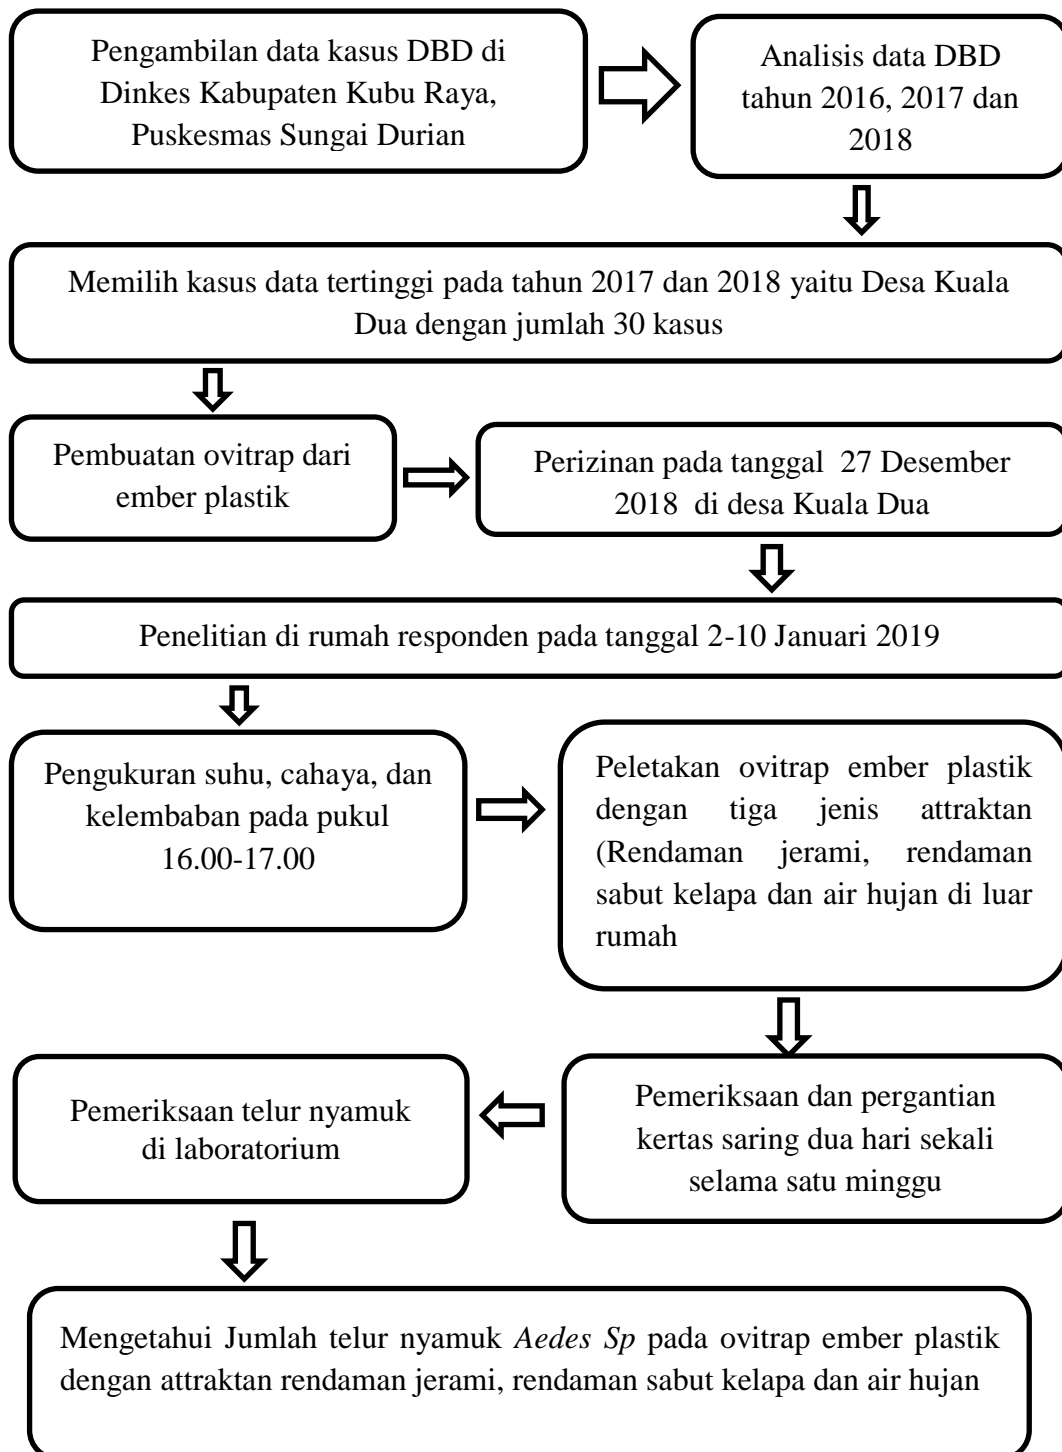 Pengambilan data kasus DBD di
Dinkes Kabupaten Kubu Raya,
Puskesmas Sungai Durian
Analisis data DBD
tahun 2016, 2017 dan
2018
Memilih kasus data tertinggi pada tahun 2017 dan 2018 yaitu Desa Kuala
Dua dengan jumlah 30 kasus
Pembuatan ovitrap dari
ember plastik
Perizinan pada tanggal 27 Desember
2018 di desa Kuala Dua
Penelitian di rumah responden pada tanggal 2-10 Januari 2019
Pengukuran suhu, cahaya, dan
kelembaban pada pukul
16.00-17.00
Peletakan ovitrap ember plastik
dengan tiga jenis attraktan
(Rendaman jerami, rendaman
sabut kelapa dan air hujan di luar
rumah
Pemeriksaan dan pergantian
kertas saring dua hari sekali
selama satu minggu
Pemeriksaan telur nyamuk
di laboratorium
Mengetahui Jumlah telur nyamuk Aedes Sp pada ovitrap ember plastik
dengan attraktan rendaman jerami, rendaman sabut kelapa dan air hujan